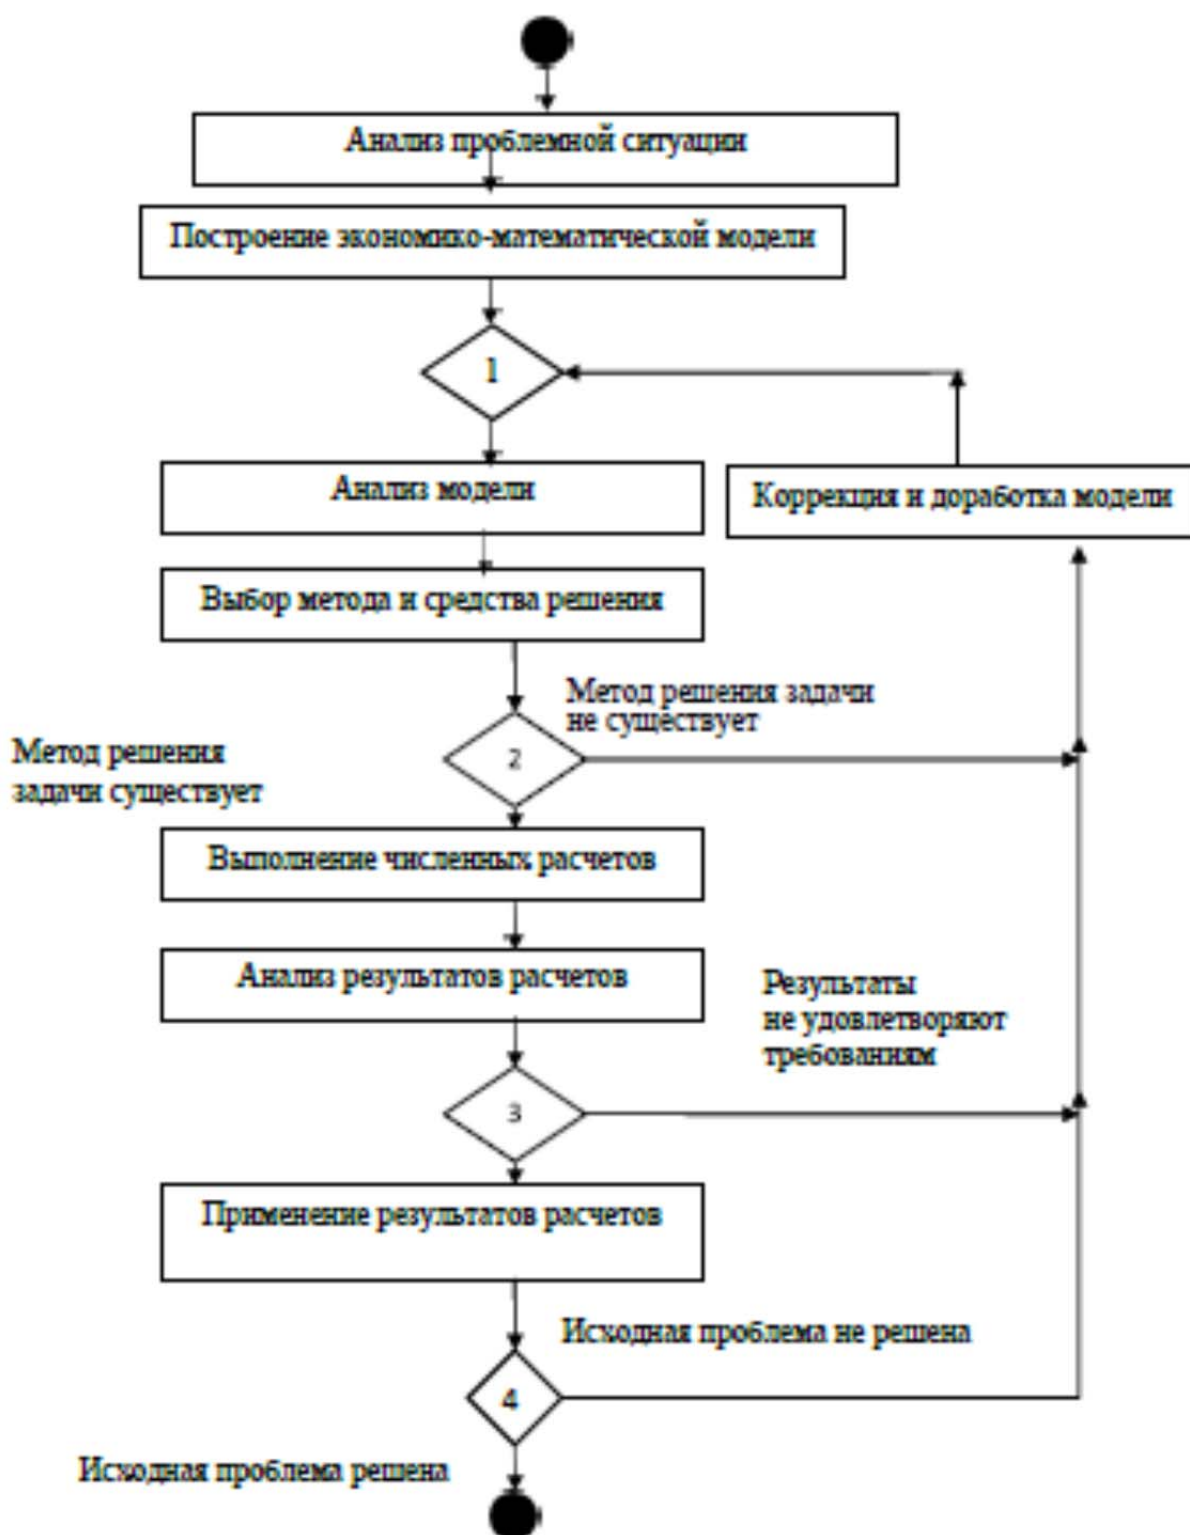 Анализ проблемной ситуации
Построение экономико-математической модели
1
Анализ модели
Коррекция и доработка модели
Выбор метода и средства решения
Метод решения задачи
не существует
2
Метод решения
задачи существует
Выполнение численных расчетов
Анализ результатов расчетов
Результаты
не удовлетворяют
требованиям
3
Применение результатов расчетов
Исходная проблема не решена
4
Исходная проблема решена